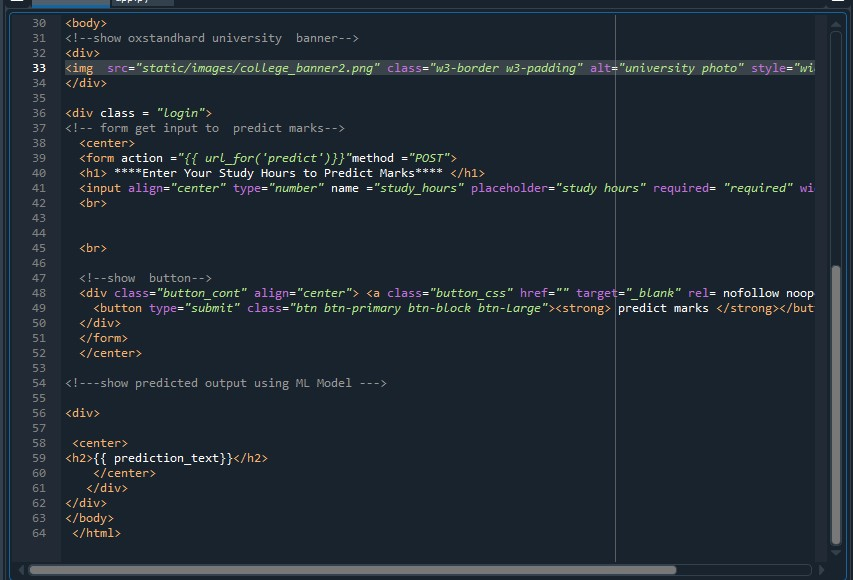 app.py
30 <body>
31 <!--show oxstandhard university  banner-->
32 <div>
33 <img  src="static/images/college_banner2.png" class="w3-border w3-padding" alt="university photo" style="wi
34 </div>
35
36 <div class = "login">
37 <!-- form get input to  predict marks-->
38   <center>
39   <form action ="{{ url_for('predict')}}"method ="POST">
40   <h1> ****Enter Your Study Hours to Predict Marks**** </h1>
41   <input align="center" type="number" name ="study_hours" placeholder="study hours" required= "required" wi
42   <br>
43
44
45   <br>
46
47   <!--show  button-->
48   <div class="button_cont" align="center"> <a class="button_css" href="" target="_blank" rel= nofollow noop
49     <button type="submit" class="btn btn-primary btn-block btn-large"><strong> predict marks </strong></but
50   </div>
51   </form>
52   </center>
53
54 <!---show predicted output using ML Model --->
55
56 <div>
57
58  <center>
59 <h2>{{ prediction_text}}</h2>
60     </center>
61    </div>
62 </div>
63 </body>
64  </html>